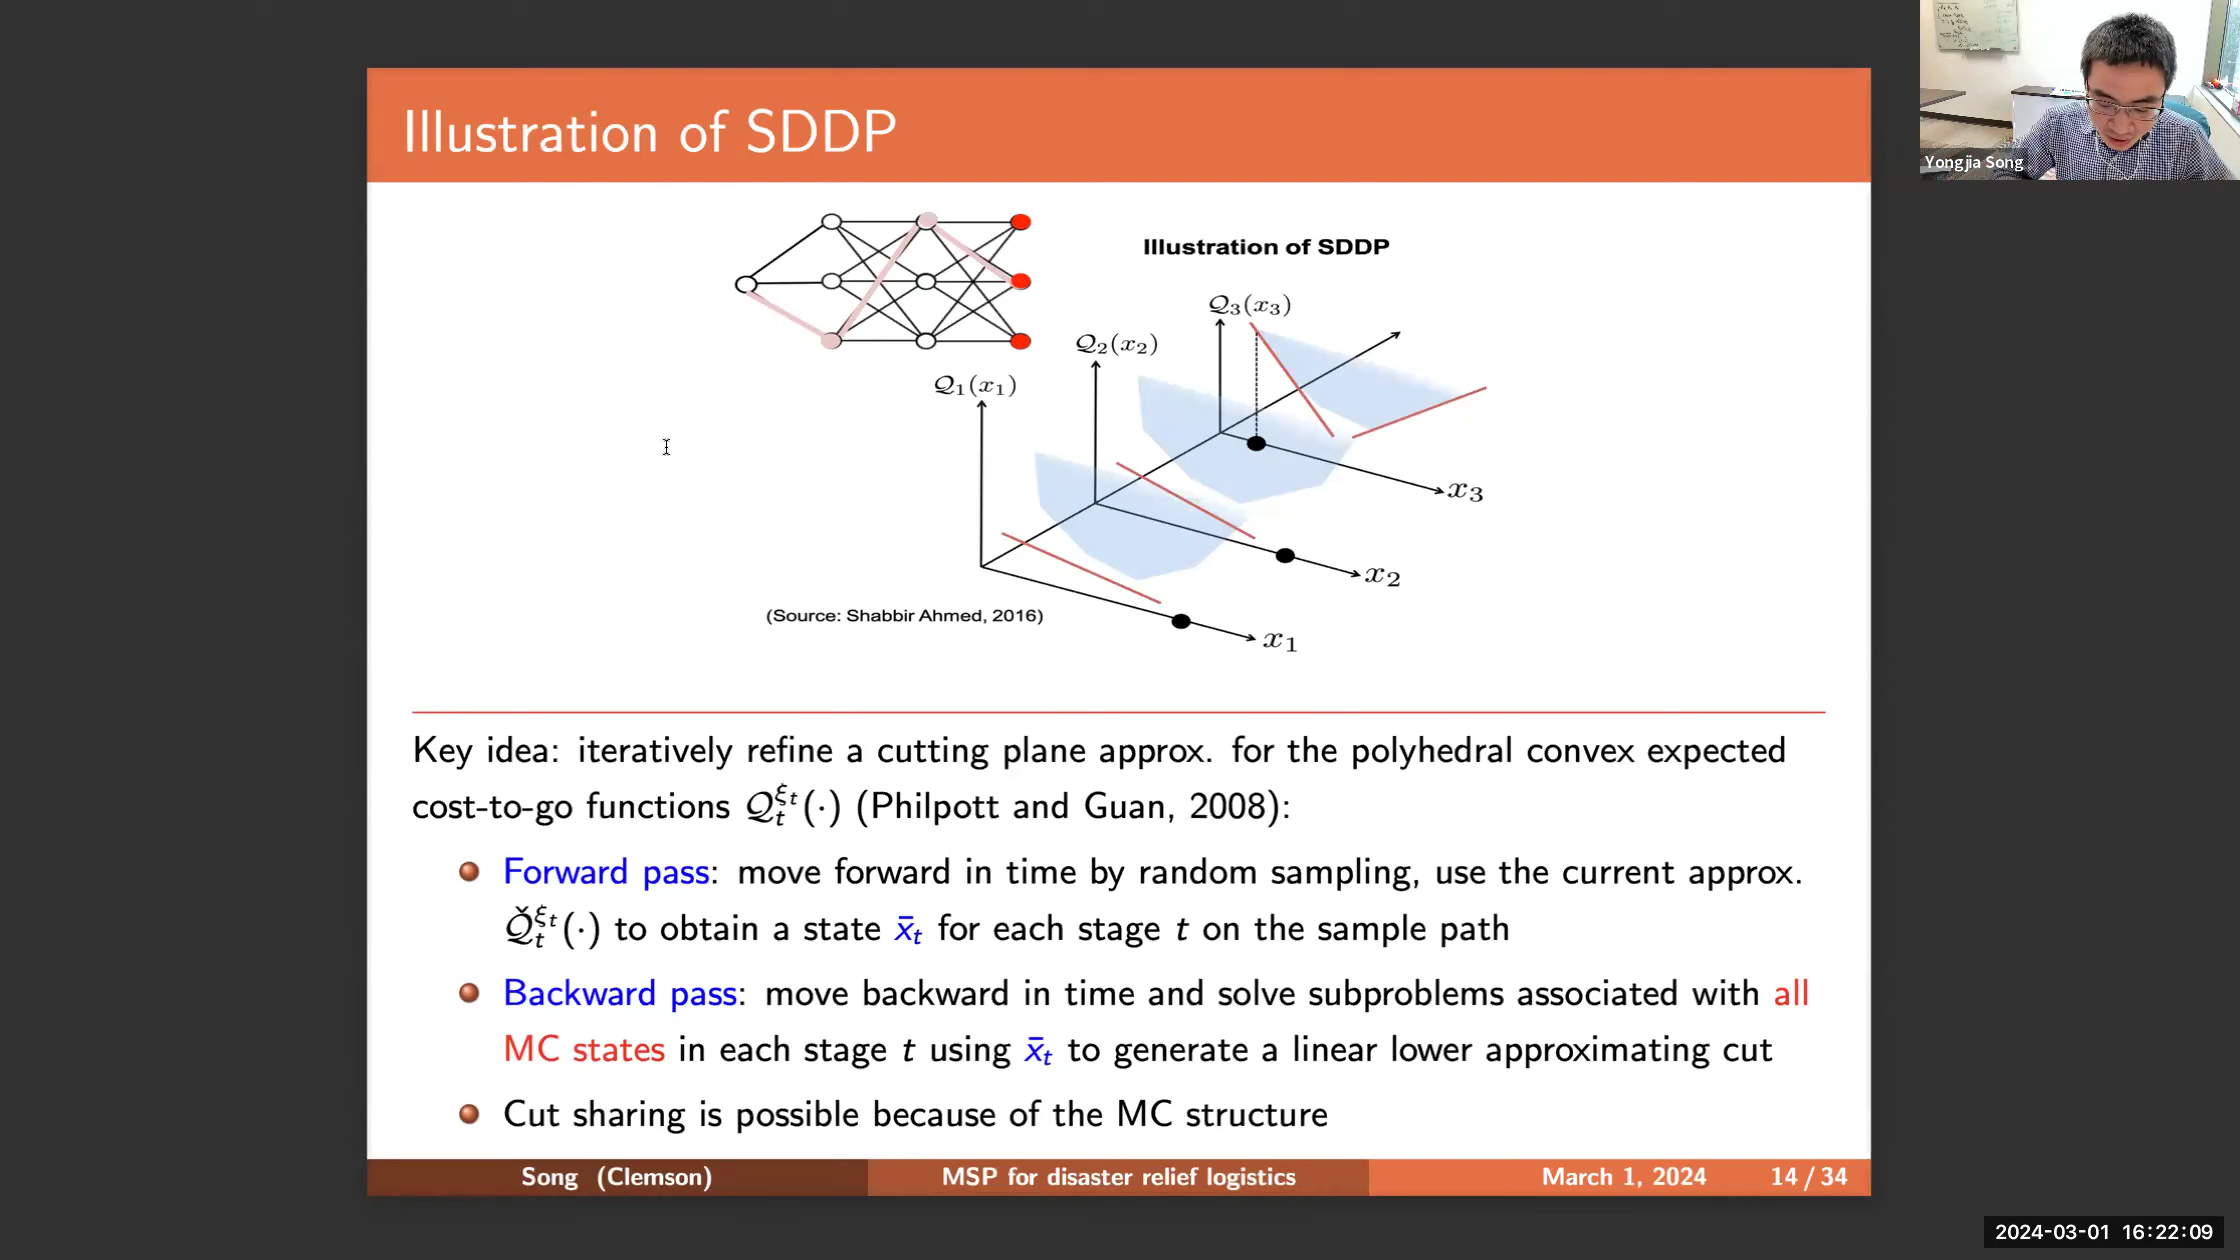 Illustration of SDDP
Illustration of SDDP
𝒬₃(x₃)
𝒬₂(x₂)
𝒬₁(x₁)
x₃
x₂
x₁
(Source: Shabbir Ahmed, 2016)
Key idea: iteratively refine a cutting plane approx. for the polyhedral convex expected
cost-to-go functions 𝒬_t^{ξ_t}(·) (Philpott and Guan, 2008):
Forward pass: move forward in time by random sampling, use the current approx.
𝒬̌_t^{ξ_t}(·) to obtain a state x̄_t for each stage t on the sample path
Backward pass: move backward in time and solve subproblems associated with all
MC states in each stage t using x̄_t to generate a linear lower approximating cut
Cut sharing is possible because of the MC structure
Song (Clemson) MSP for disaster relief logistics March 1, 2024 14 / 34
Yongjia Song
2024-03-01 16:22:09